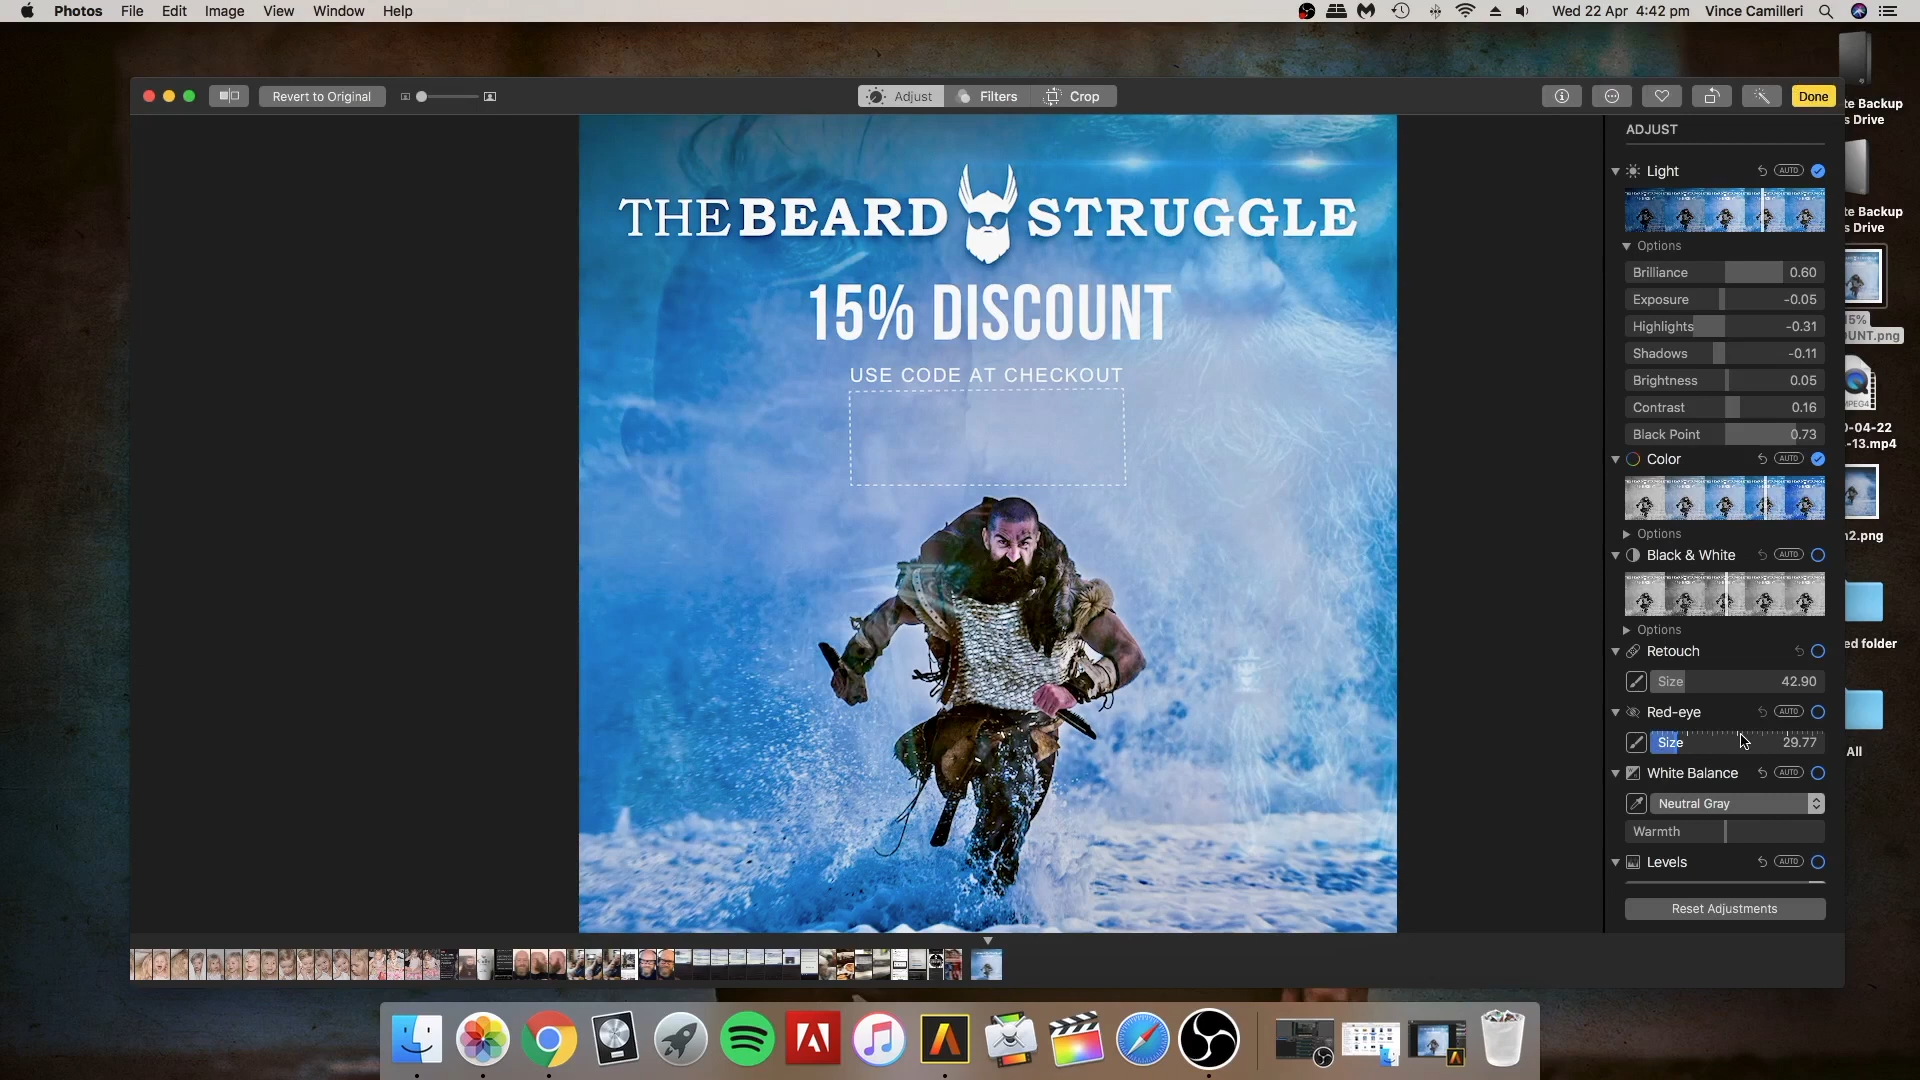 Photos File Edit Image View Window Help
Wed 22 Apr 4:42 pm Vince Camilleri
Revert to Original
Adjust Filters Crop
Done
THE BEARD STRUGGLE
15% DISCOUNT
USE CODE AT CHECKOUT
ADJUST
Light AUTO
Options
Brilliance 0.60
Exposure -0.05
Highlights -0.31
Shadows -0.11
Brightness 0.05
Contrast 0.16
Black Point 0.73
Color AUTO
Options
Black & White AUTO
Options
Retouch
Size 42.90
Red-eye AUTO
Size 29.77
White Balance AUTO
Neutral Gray
Warmth
Levels AUTO
Reset Adjustments
te Backup
s Drive
te Backup
s Drive
15%
OUNT.png
MPEG4
0-04-22
-13.mp4
n2.png
ed folder
All